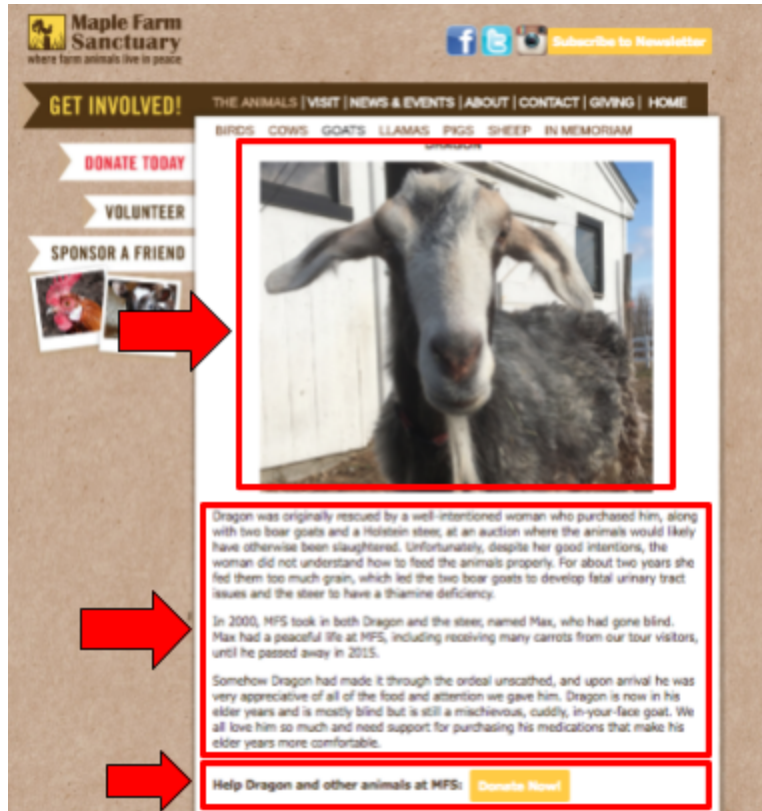 Maple Farm
Sanctuary
where farm animals live in peace
Subscribe to Newsletter
GET INVOLVED!
THE ANIMALS | VISIT | NEWS & EVENTS | ABOUT | CONTACT | GIVING | HOME
BIRDS COWS GOATS LLAMAS PIGS SHEEP IN MEMORIAM
DRAGON
DONATE TODAY
VOLUNTEER
SPONSOR A FRIEND
Dragon was originally rescued by a well-intentioned woman who purchased him, along
with two boar goats and a Holstein steer, at an auction where the animals would likely
have otherwise been slaughtered. Unfortunately, despite her good intentions, the
woman did not understand how to feed the animals properly. For about two years she
fed them too much grain, which led the two boar goats to develop fatal urinary tract
issues and the steer to have a thiamine deficiency.
In 2000, MFS took in both Dragon and the steer, named Max, who had gone blind.
Max had a peaceful life at MFS, including receiving many carrots from our tour visitors,
until he passed away in 2015.
Somehow Dragon had made it through the ordeal unscathed, and upon arrival he was
very appreciative of all of the food and attention we gave him. Dragon is now in his
elder years and is mostly blind but is still a mischievous, cuddly, in-your-face goat. We
all love him so much and need support for purchasing his medications that make his
elder years more comfortable.
Help Dragon and other animals at MFS: Donate Now!